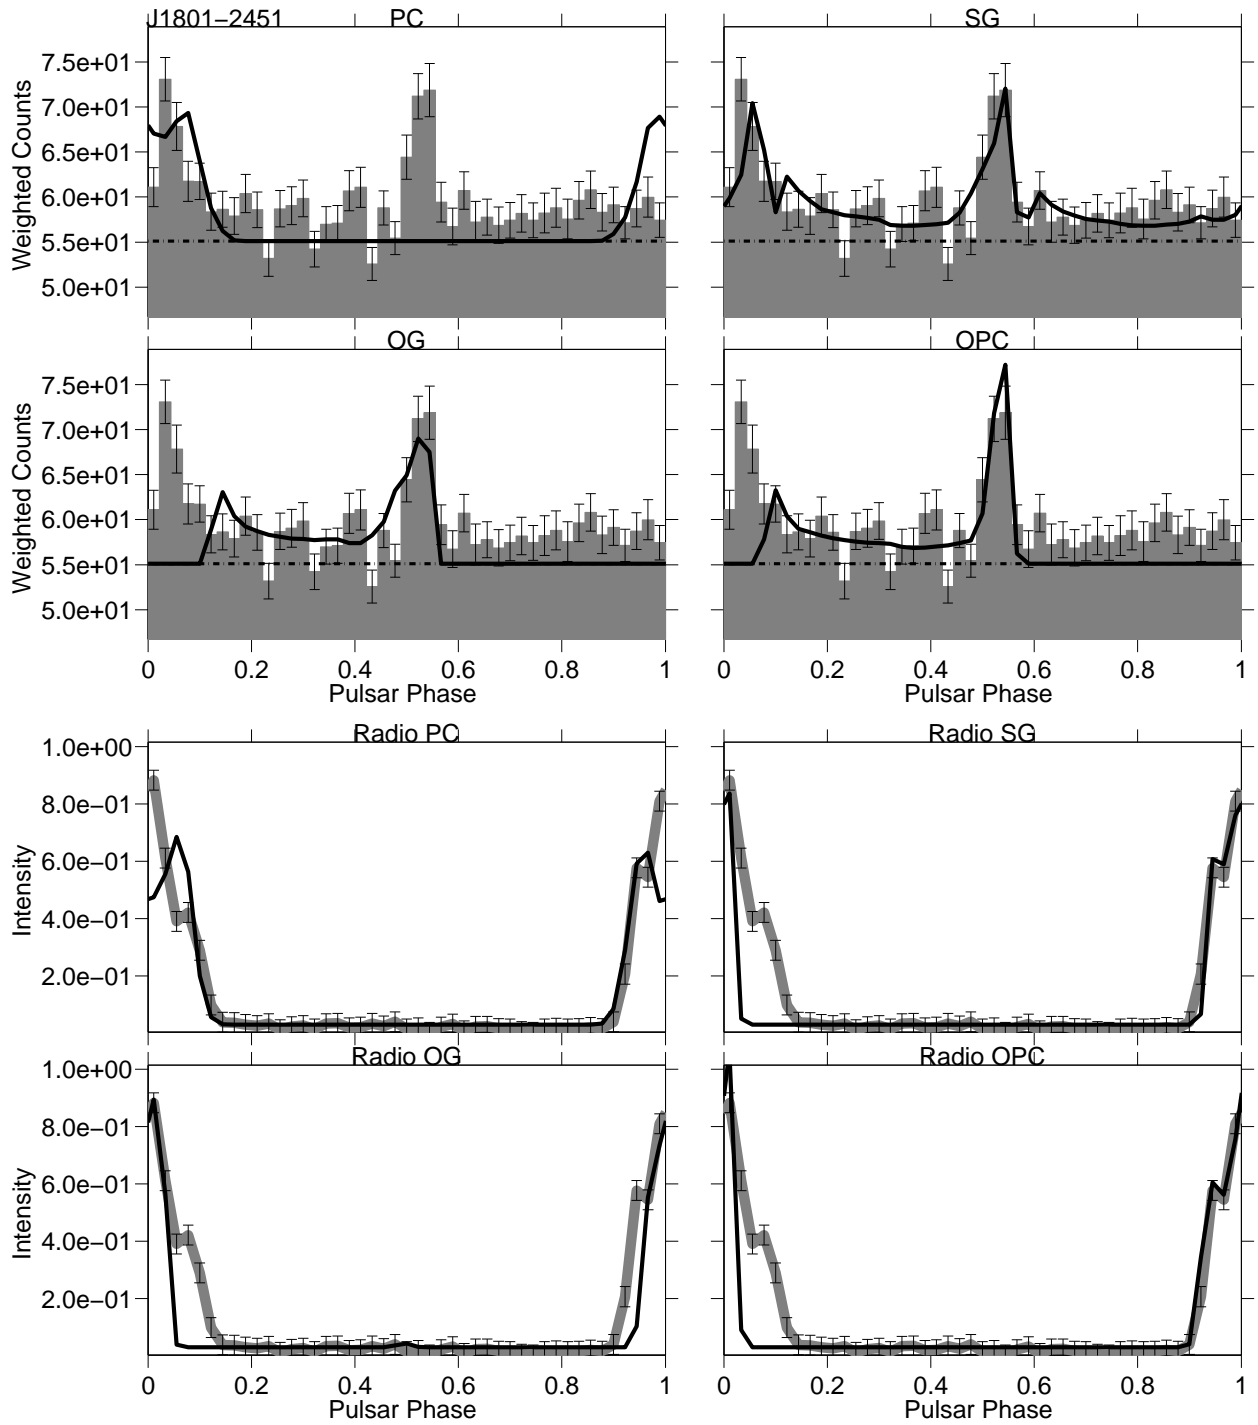 J1801−2451 PC SG
7.5e+01
7.0e+01
6.5e+01
6.0e+01
5.5e+01
5.0e+01
Weighted Counts
OG OPC
7.5e+01
7.0e+01
6.5e+01
6.0e+01
5.5e+01
5.0e+01
Weighted Counts
0 0.2 0.4 0.6 0.8 1 0 0.2 0.4 0.6 0.8 1
Pulsar Phase Pulsar Phase
Radio PC Radio SG
1.0e+00
8.0e−01
6.0e−01
4.0e−01
2.0e−01
Intensity
Radio OG Radio OPC
1.0e+00
8.0e−01
6.0e−01
4.0e−01
2.0e−01
Intensity
0 0.2 0.4 0.6 0.8 1 0 0.2 0.4 0.6 0.8 1
Pulsar Phase Pulsar Phase